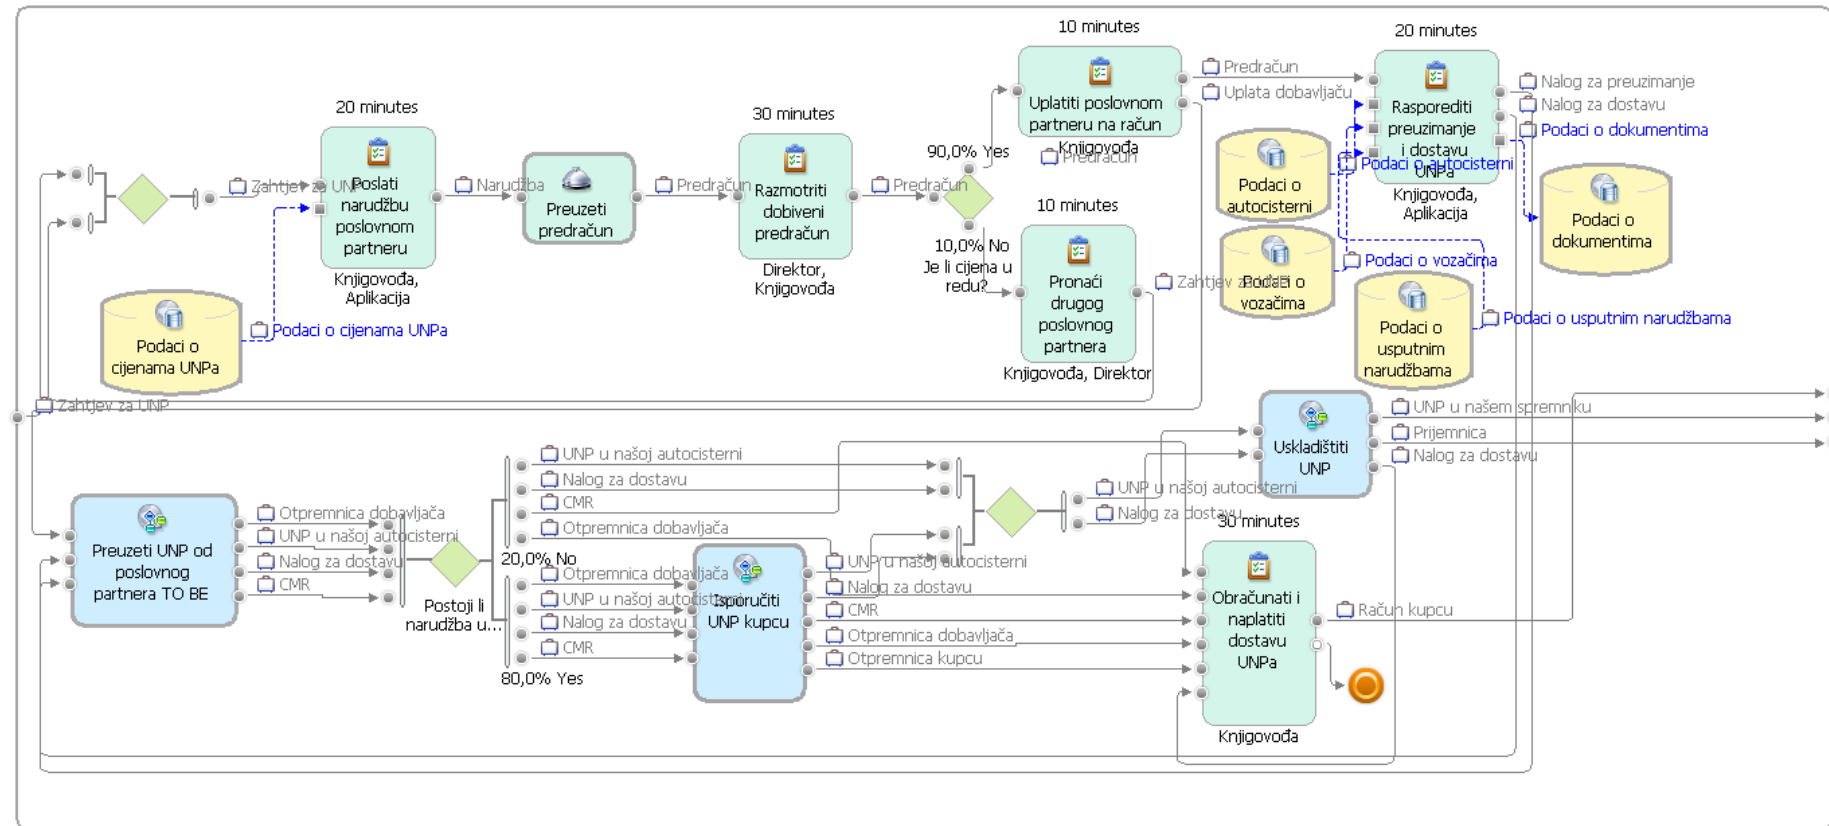 10 minutes
20 minutes
Predračun
Uplata dobavljaču
Nalog za preuzimanje
Nalog za dostavu
Podaci o dokumentima
20 minutes
30 minutes
Uplatiti poslovnom
partneru na račun
Knjigovođa
Predračun
Rasporediti
preuzimanje
i dostavu
UNPa
Knjigovođa,
Aplikacija
Podaci o autocisterni
90,0% Yes
Zahtjev za UNP
Poslati
narudžbu
poslovnom
partneru
Knjigovođa,
Aplikacija
Narudžba
Preuzeti
predračun
Predračun
Razmotriti
dobiveni
predračun
Direktor,
Knjigovođa
Predračun
Podaci o
autocisterni
Podaci o
dokumentima
10 minutes
10,0% No
Je li cijena u
redu?
Pronaći
drugog
poslovnog
partnera
Knjigovođa, Direktor
Zahtjev za UNP
Podaci o
vozačima
Podaci o vozačima
Podaci o usputnim narudžbama
Podaci o
usputnim
narudžbama
Podaci o cijenama UNPa
Podaci o
cijenama UNPa
Zahtjev za UNP
UNP u našem spremniku
Prijemnica
Nalog za dostavu
Uskladištiti
UNP
UNP u našoj autocisterni
Nalog za dostavu
CMR
Otpremnica dobavljača
UNP u našoj autocisterni
Nalog za dostavu
Preuzeti UNP od
poslovnog
partnera TO BE
Otpremnica dobavljača
UNP u našoj autocisterni
Nalog za dostavu
CMR
Postoji li
narudžba u...
20,0% No
Otpremnica dobavljača
UNP u našoj autocisterni
Nalog za dostavu
CMR
80,0% Yes
Isporučiti
UNP kupcu
UNP u našoj autocisterni
Nalog za dostavu
CMR
Otpremnica dobavljača
Otpremnica kupcu
30 minutes
Obračunati i
naplatiti
dostavu
UNPa
Knjigovođa
Račun kupcu